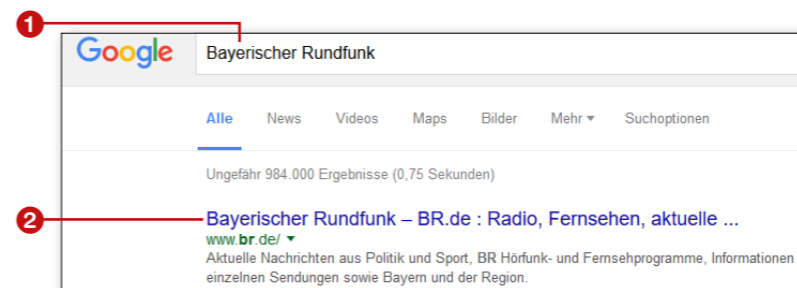 1
Google Bayerischer Rundfunk
Alle News Videos Maps Bilder Mehr Suchoptionen
Ungefähr 984.000 Ergebnisse (0,75 Sekunden)
2
Bayerischer Rundfunk – BR.de : Radio, Fernsehen, aktuelle ...
www.br.de/
Aktuelle Nachrichten aus Politik und Sport, BR Hörfunk- und Fernsehprogramme, Informationen
einzelnen Sendungen sowie Bayern und der Region.